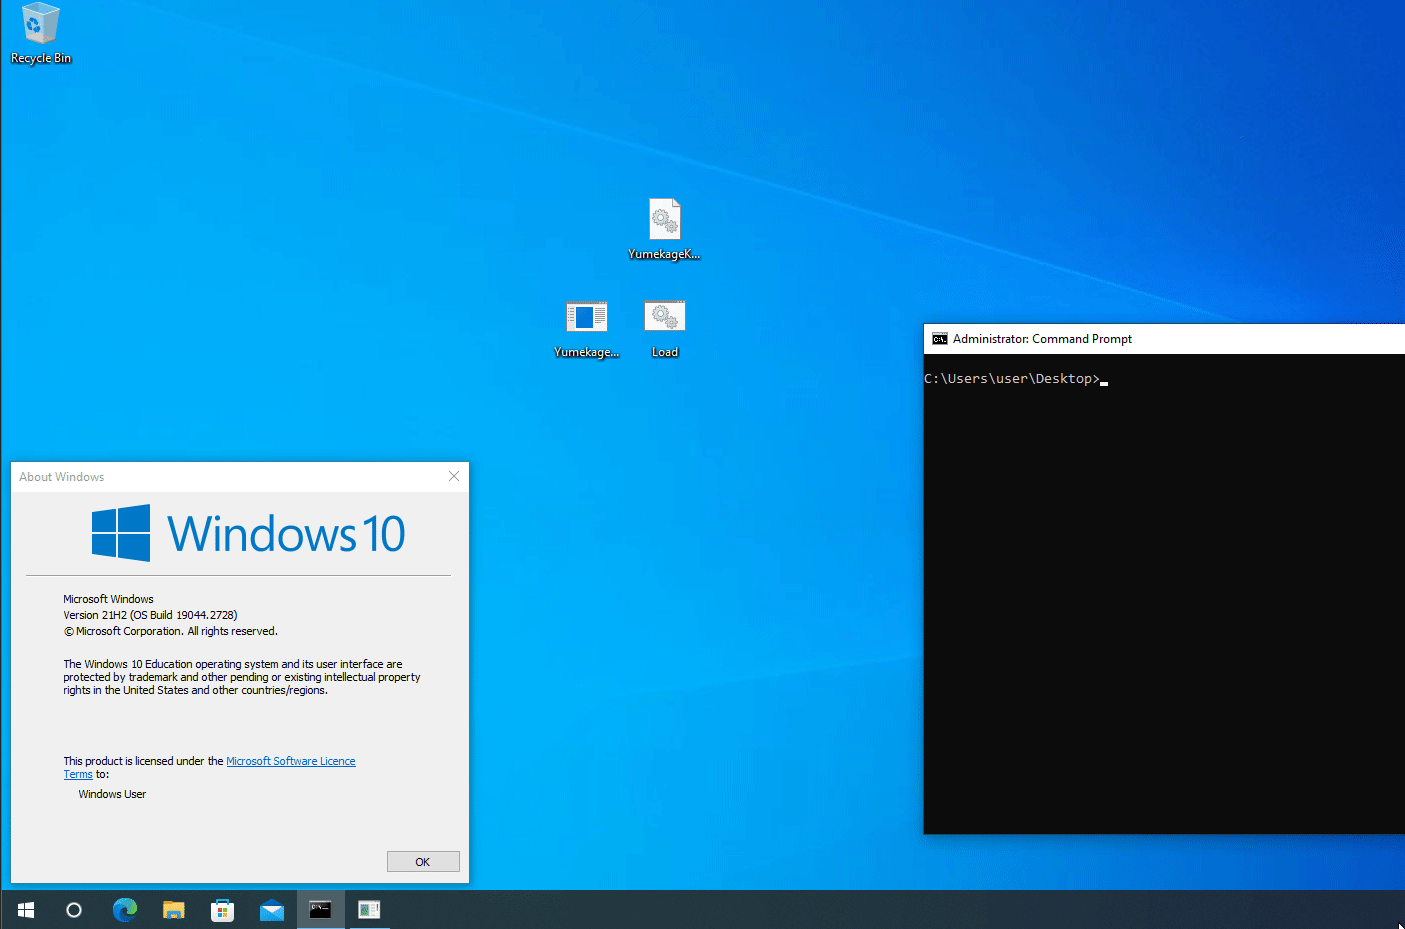 Recycle Bin
YumekageK...
Yumekage...
Load
Administrator: Command Prompt
C:\Users\user\Desktop>
About Windows
Windows 10
Microsoft Windows
Version 21H2 (OS Build 19044.2728)
© Microsoft Corporation. All rights reserved.
The Windows 10 Education operating system and its user interface are
protected by trademark and other pending or existing intellectual property
rights in the United States and other countries/regions.
This product is licensed under the Microsoft Software Licence
Terms to:
Windows User
OK